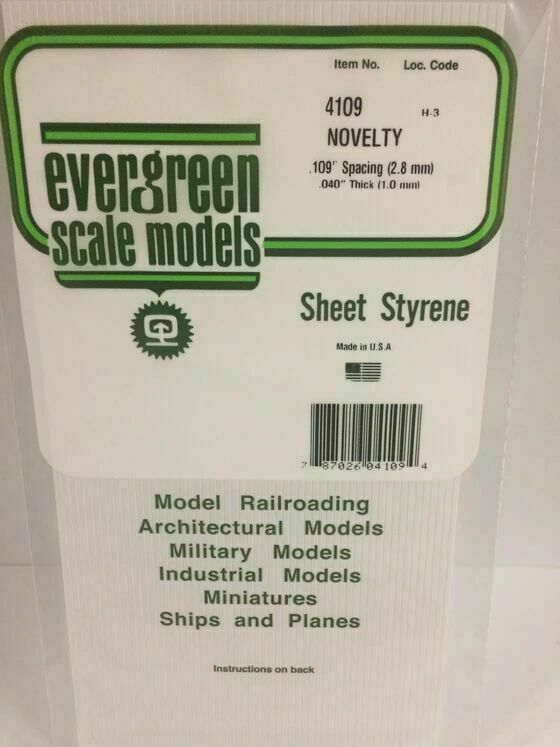 Item No. Loc. Code
4109 H-3
NOVELTY
.109" Spacing (2.8 mm)
.040" Thick (1.0 mm)
evergreen
scale models
Sheet Styrene
Made in U.S.A
7 87026 04109 4
Model Railroading
Architectural Models
Military Models
Industrial Models
Miniatures
Ships and Planes
Instructions on back